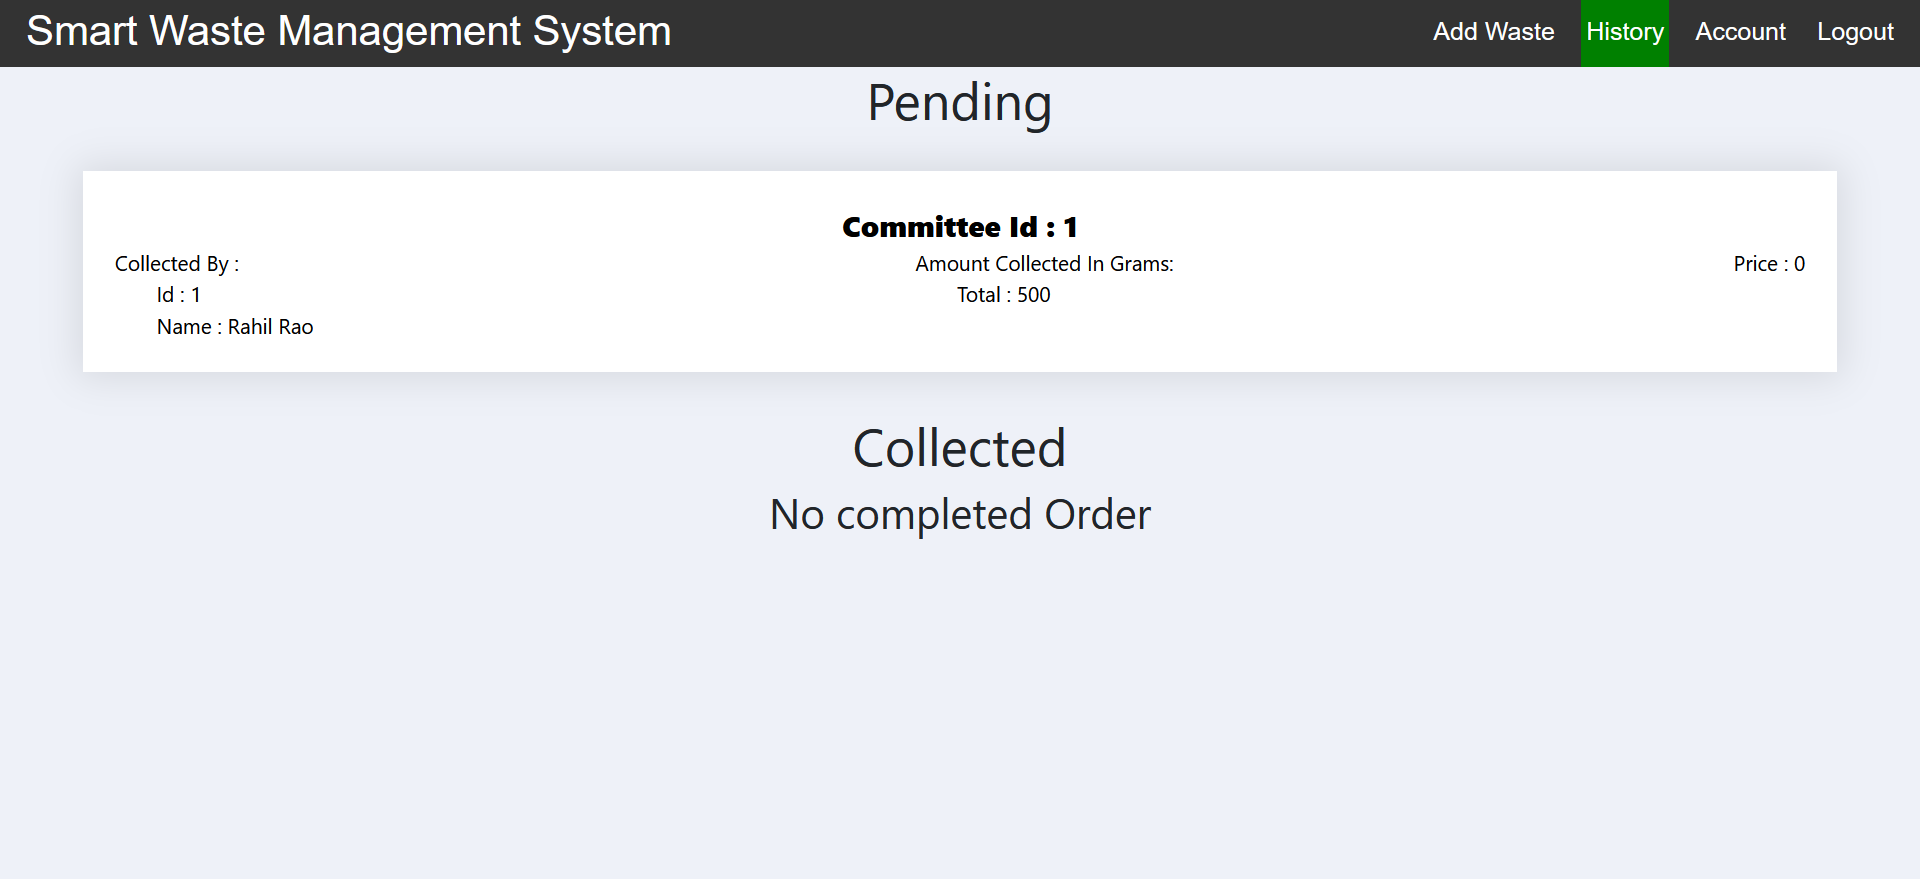 Smart Waste Management System
Add Waste History Account Logout
Pending
Committee Id : 1
Collected By : Amount Collected In Grams: Price : 0
Id : 1 Total : 500
Name : Rahil Rao
Collected
No completed Order